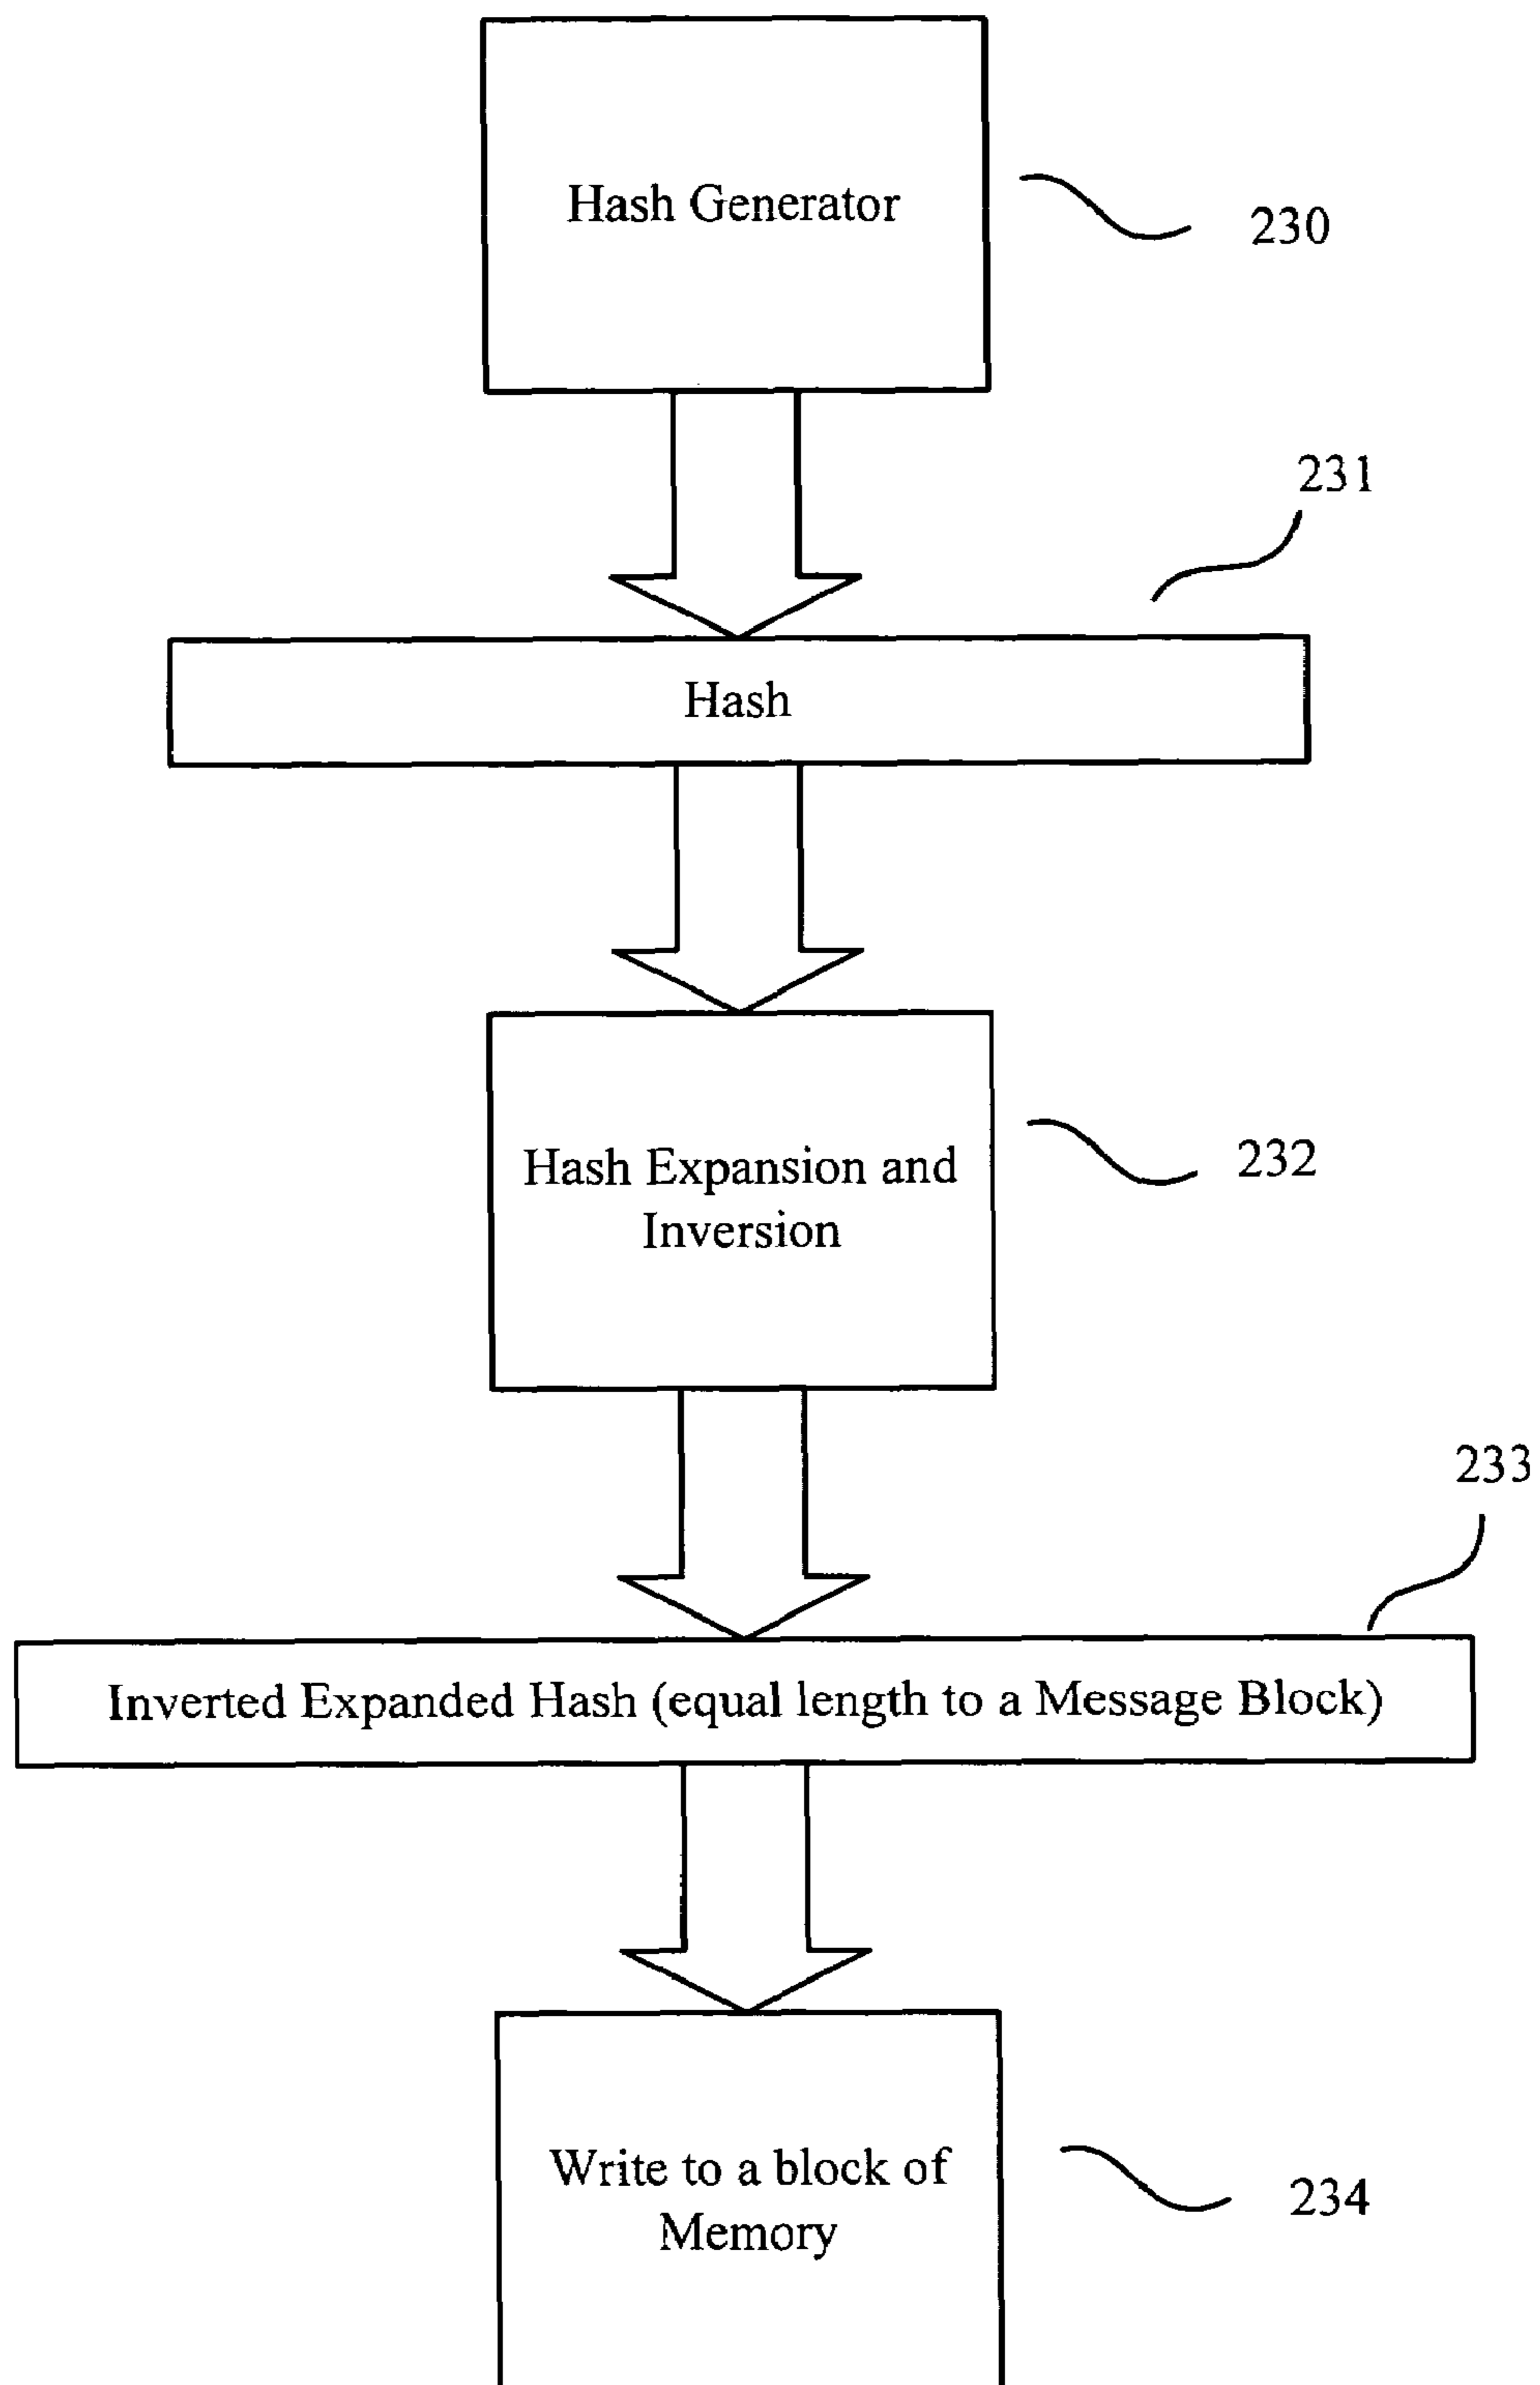 Hash Generator
230
231
Hash
Hash Expansion and
Inversion
232
233
Inverted Expanded Hash (equal length to a Message Block)
Write to a block of
Memory
234